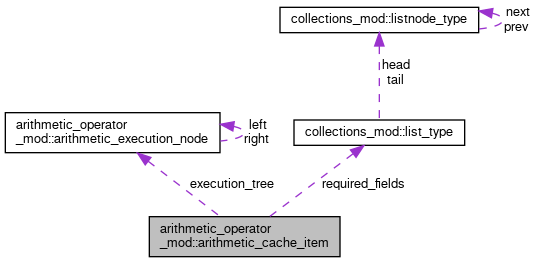 collections_mod::listnode_type
next
prev
head
tail
arithmetic_operator
_mod::arithmetic_execution_node
left
right
collections_mod::list_type
execution_tree
required_fields
arithmetic_operator
_mod::arithmetic_cache_item